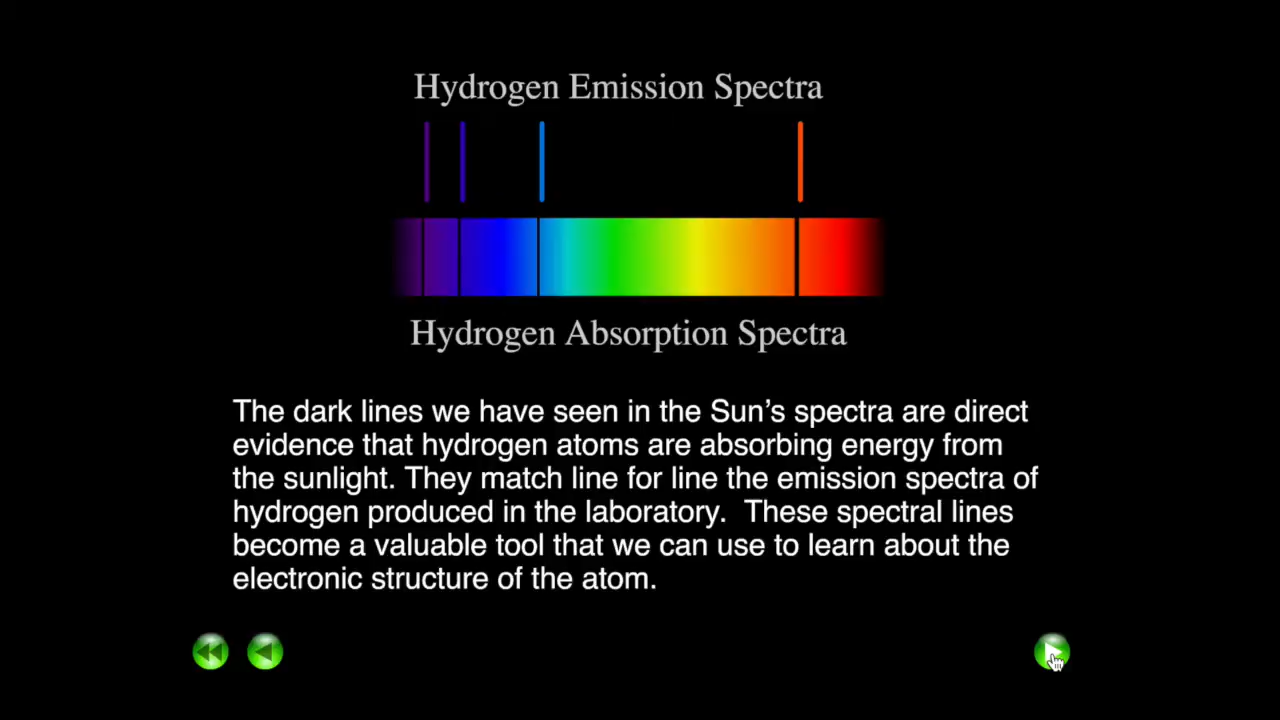 Hydrogen Emission Spectra
Hydrogen Absorption Spectra
The dark lines we have seen in the Sun’s spectra are direct
evidence that hydrogen atoms are absorbing energy from
the sunlight. They match line for line the emission spectra of
hydrogen produced in the laboratory.  These spectral lines
become a valuable tool that we can use to learn about the
electronic structure of the atom.